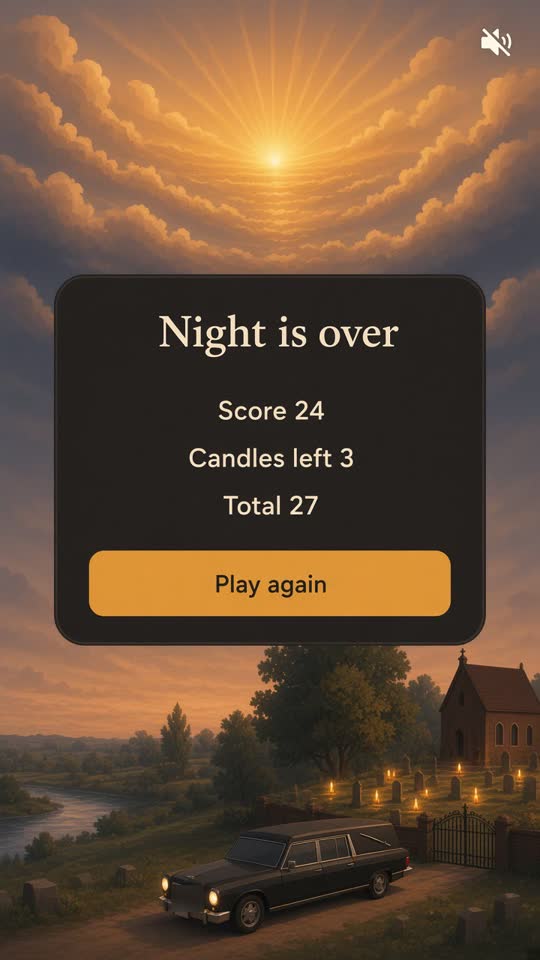 Night is over
Score 24
Candles left 3
Total 27
Play again